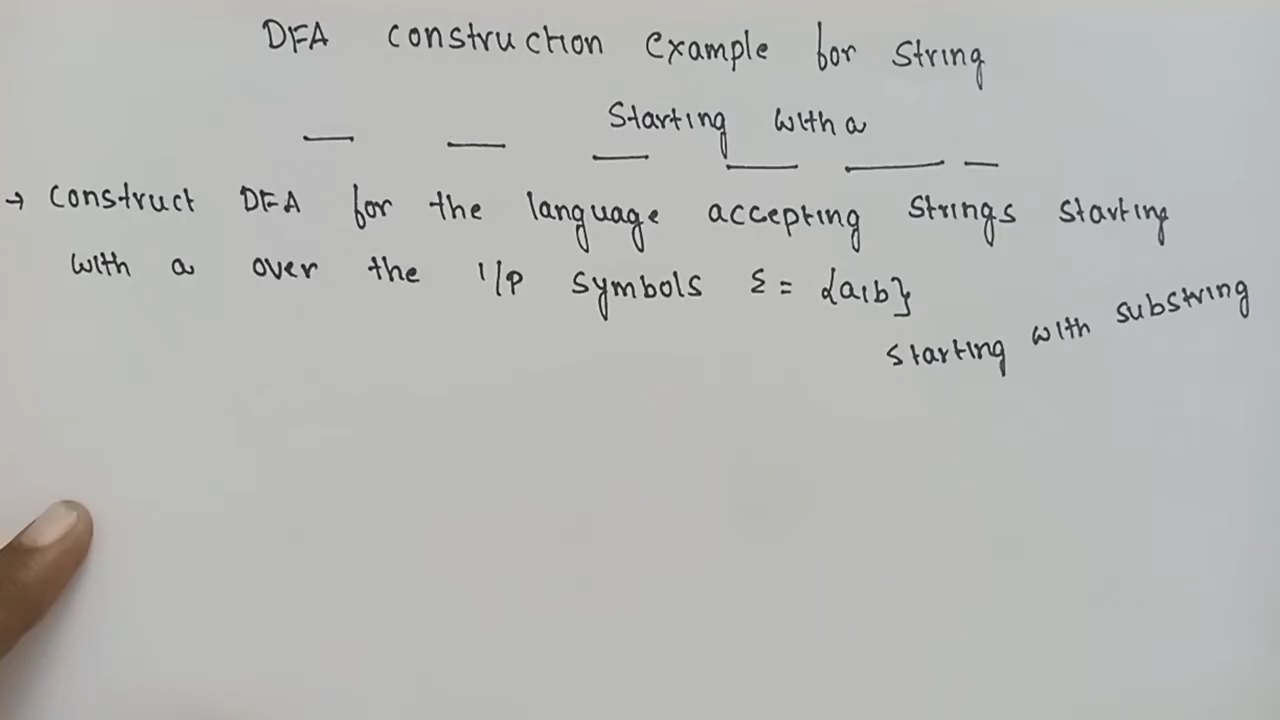 DFA construction example for string
Starting with a
→ construct DFA for the language accepting strings starting
with a over the I/P symbols Σ = {a,b}
starting with substring